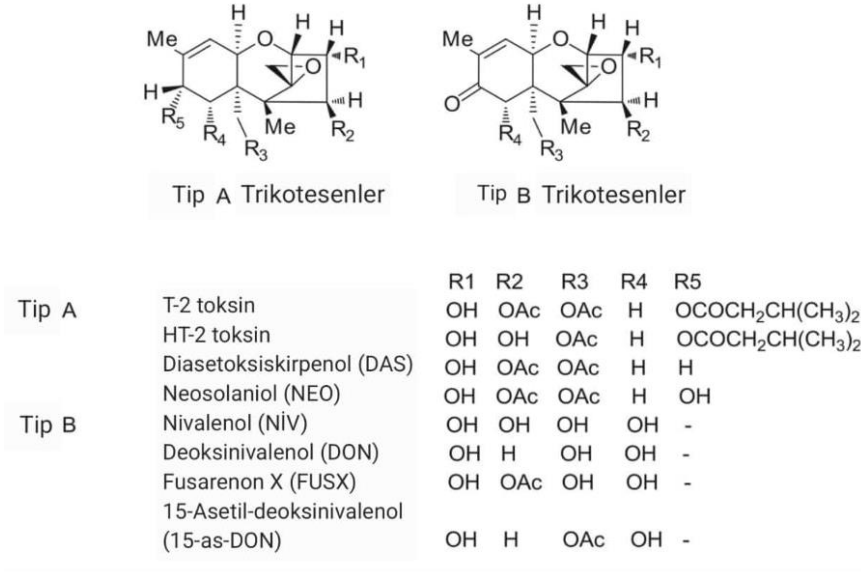 H H H H H H
Me O R₁ Me O R₁
H O H O O H
R₅ R₄ Me R₂ R₄ Me R₂
R₃ R₃
Tip A Trikotesenler Tip B Trikotesenler
R1 R2 R3 R4 R5
Tip A T-2 toksin OH OAc OAc H OCOCH₂CH(CH₃)₂
HT-2 toksin OH OH OAc H OCOCH₂CH(CH₃)₂
Diasetoksiskirpenol (DAS) OH OAc OAc H H
Neosolaniol (NEO) OH OAc OAc H OH
Tip B Nivalenol (NİV) OH OH OH OH -
Deoksinivalenol (DON) OH H OH OH -
Fusarenon X (FUSX) OH OAc OH OH -
15-Asetil-deoksinivalenol
(15-as-DON) OH H OAc OH -